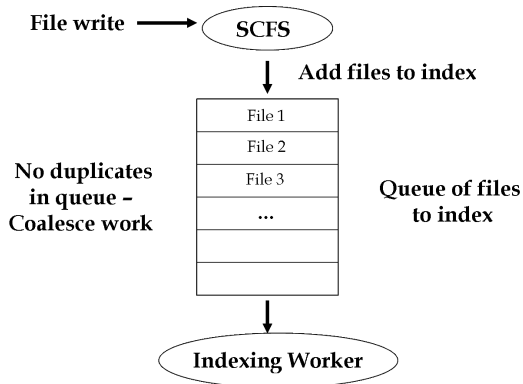 File write
SCFS
Add files to index
File 1
File 2
File 3
...
No duplicates
in queue –
Coalesce work
Queue of files
to index
Indexing Worker